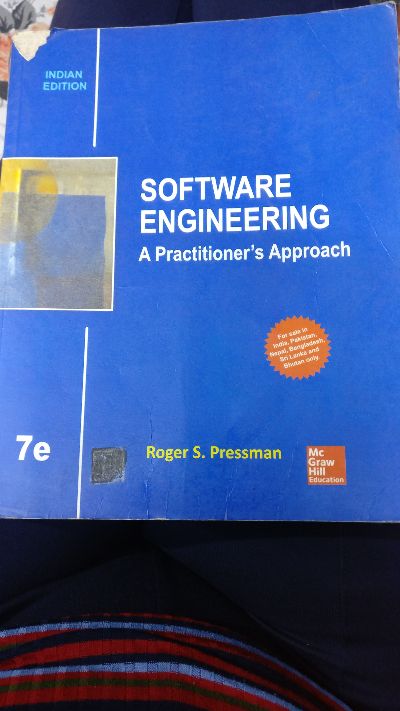 INDIAN
EDITION
SOFTWARE
ENGINEERING
A Practitioner's Approach
For sale in
India, Pakistan,
Nepal, Bangladesh,
Sri Lanka and
Bhutan only.
7e
Roger S. Pressman
Mc
Graw
Hill
Education